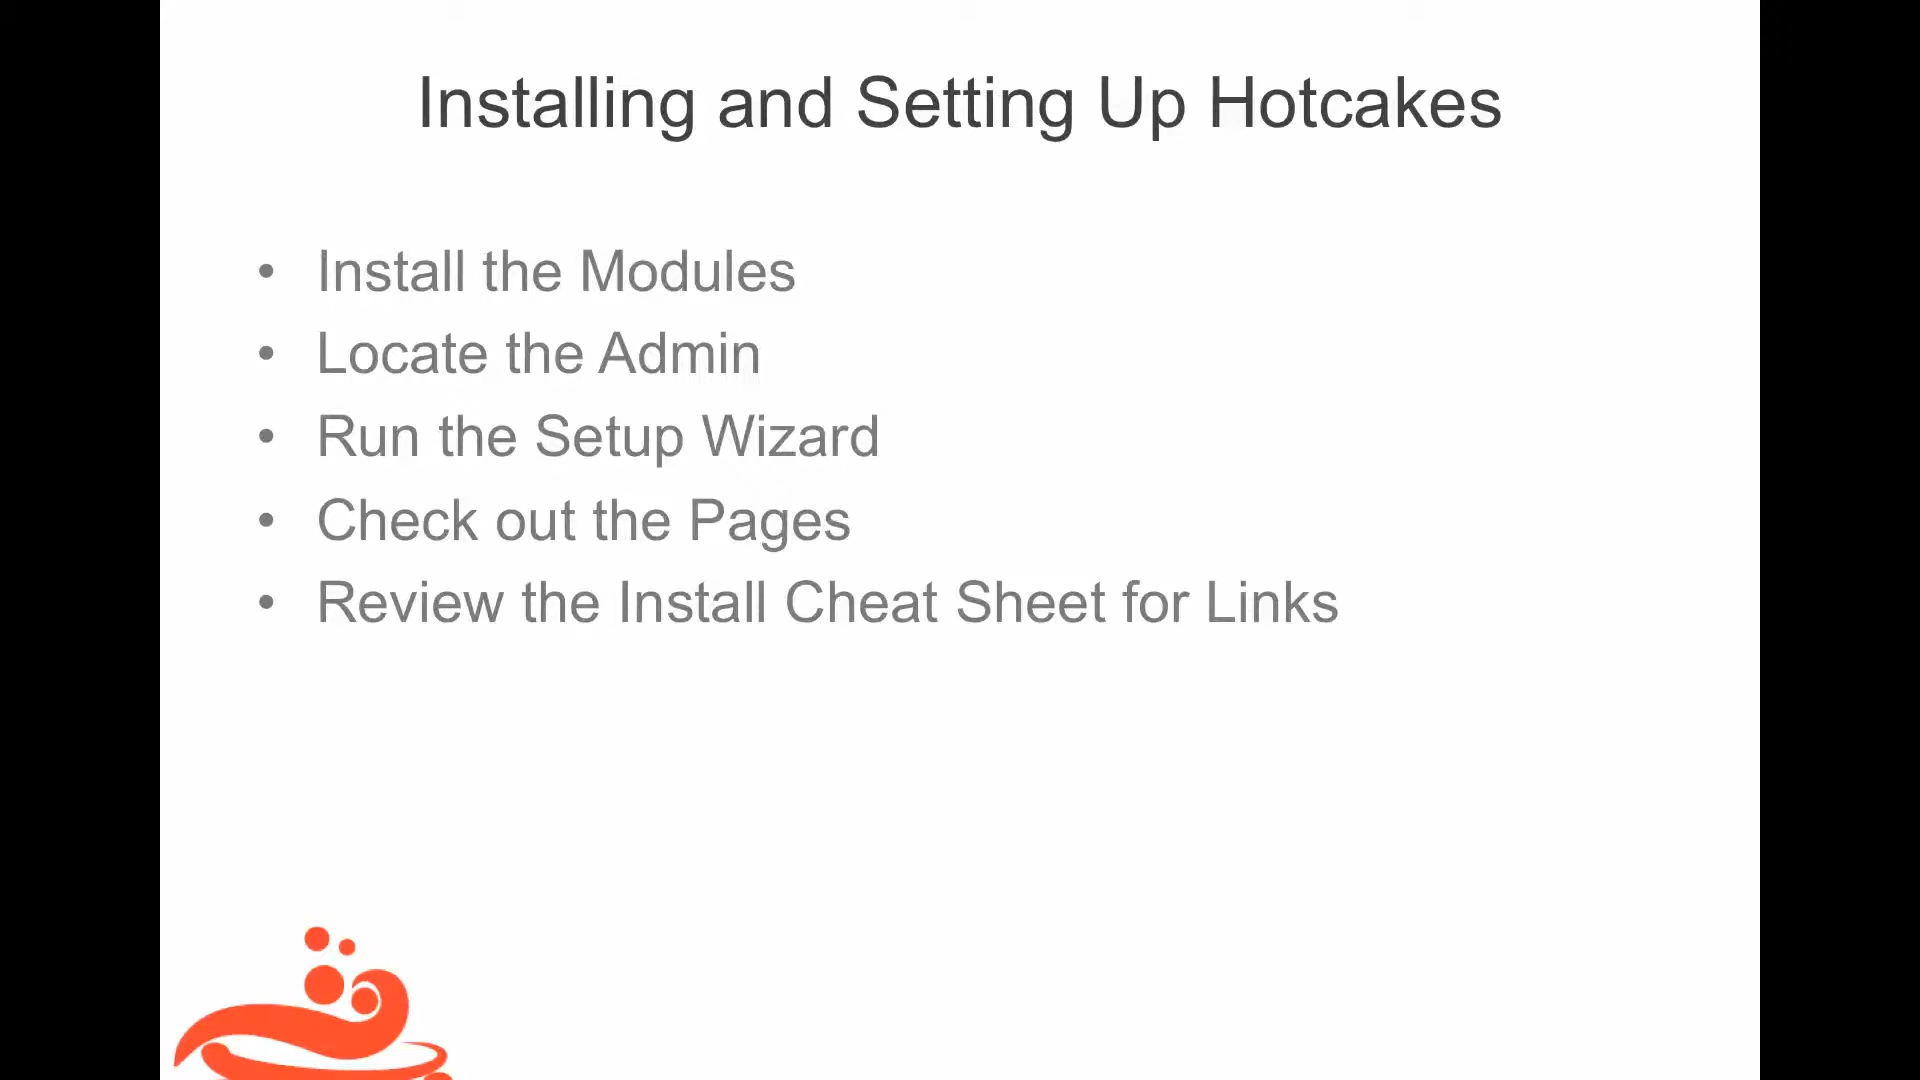 Installing and Setting Up Hotcakes
• Install the Modules
• Locate the Admin
• Run the Setup Wizard
• Check out the Pages
• Review the Install Cheat Sheet for Links